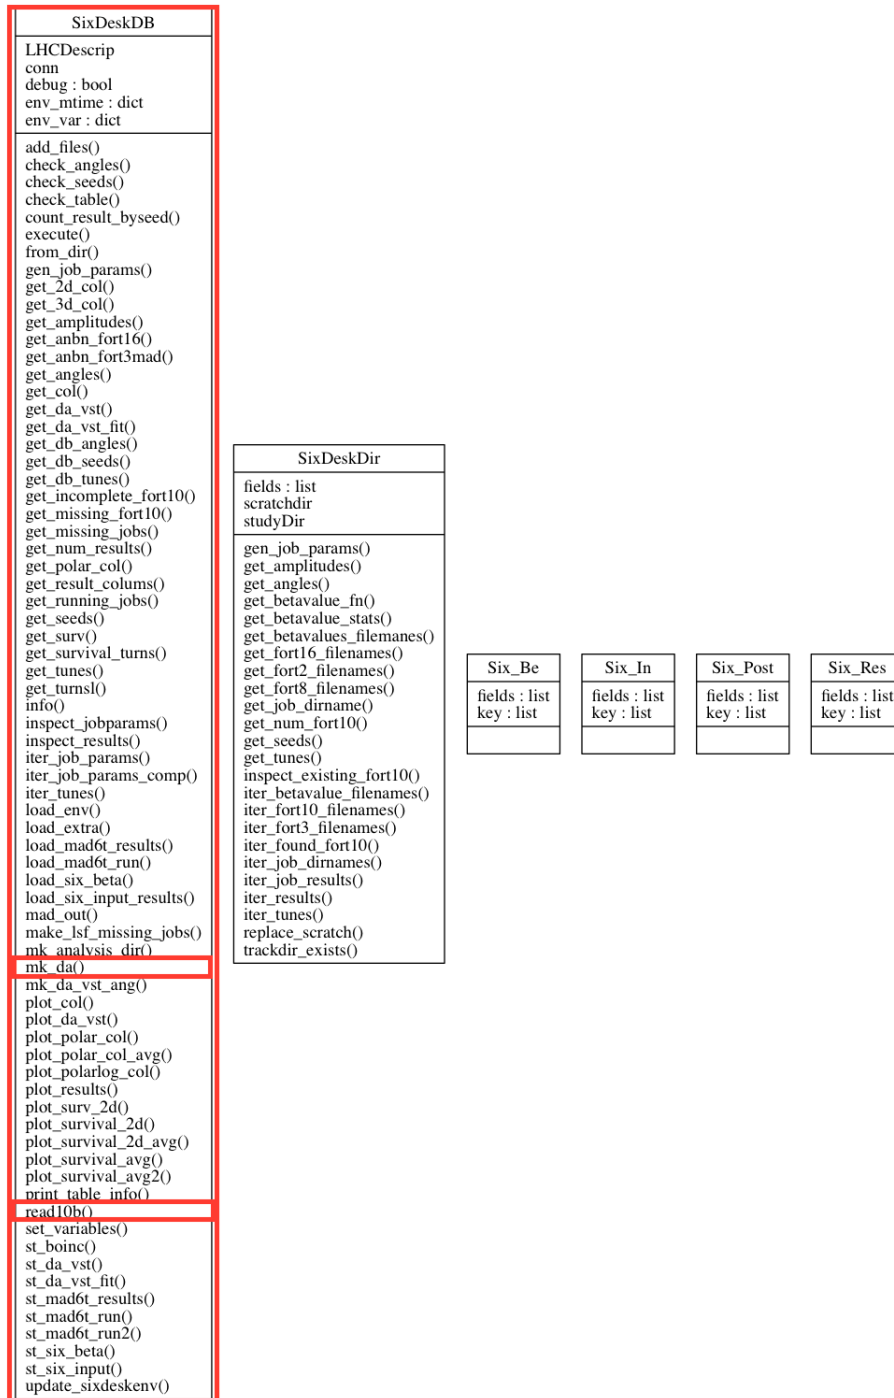 SixDeskDB
LHCDescrip
conn
debug : bool
env_mtime : dict
env_var : dict
add_files()
check_angles()
check_seeds()
check_table()
count_result_byseed()
execute()
from_dir()
gen_job_params()
get_2d_col()
get_3d_col()
get_amplitudes()
get_anbn_fort16()
get_anbn_fort3mad()
get_angles()
get_col()
get_da_vst()
get_da_vst_fit()
get_db_angles()
get_db_seeds()
get_db_tunes()
get_incomplete_fort10()
get_missing_fort10()
get_missing_jobs()
get_num_results()
get_polar_col()
get_result_colums()
get_running_jobs()
get_seeds()
get_surv()
get_survival_turns()
get_tunes()
get_turnsl()
info()
inspect_jobparams()
inspect_results()
iter_job_params()
iter_job_params_comp()
iter_tunes()
load_env()
load_extra()
load_mad6t_results()
load_mad6t_run()
load_six_beta()
load_six_input_results()
mad_out()
make_lsf_missing_jobs()
mk_analysis_dir()
mk_da()
mk_da_vst_ang()
plot_col()
plot_da_vst()
plot_polar_col()
plot_polar_col_avg()
plot_polarlog_col()
plot_results()
plot_surv_2d()
plot_survival_2d()
plot_survival_2d_avg()
plot_survival_avg()
plot_survival_avg2()
print_table_info()
read10b()
set_variables()
st_boinc()
st_da_vst()
st_da_vst_fit()
st_mad6t_results()
st_mad6t_run()
st_mad6t_run2()
st_six_beta()
st_six_input()
update_sixdeskenv()
SixDeskDir
fields : list
scratchdir
studyDir
gen_job_params()
get_amplitudes()
get_angles()
get_betavalue_fn()
get_betavalue_stats()
get_betavalues_filemanes()
get_fort16_filenames()
get_fort2_filenames()
get_fort8_filenames()
get_job_dirname()
get_num_fort10()
get_seeds()
get_tunes()
inspect_existing_fort10()
iter_betavalue_filenames()
iter_fort10_filenames()
iter_fort3_filenames()
iter_found_fort10()
iter_job_dirnames()
iter_job_results()
iter_results()
iter_tunes()
replace_scratch()
trackdir_exists()
Six_Be
fields : list
key : list
Six_In
fields : list
key : list
Six_Post
fields : list
key : list
Six_Res
fields : list
key : list